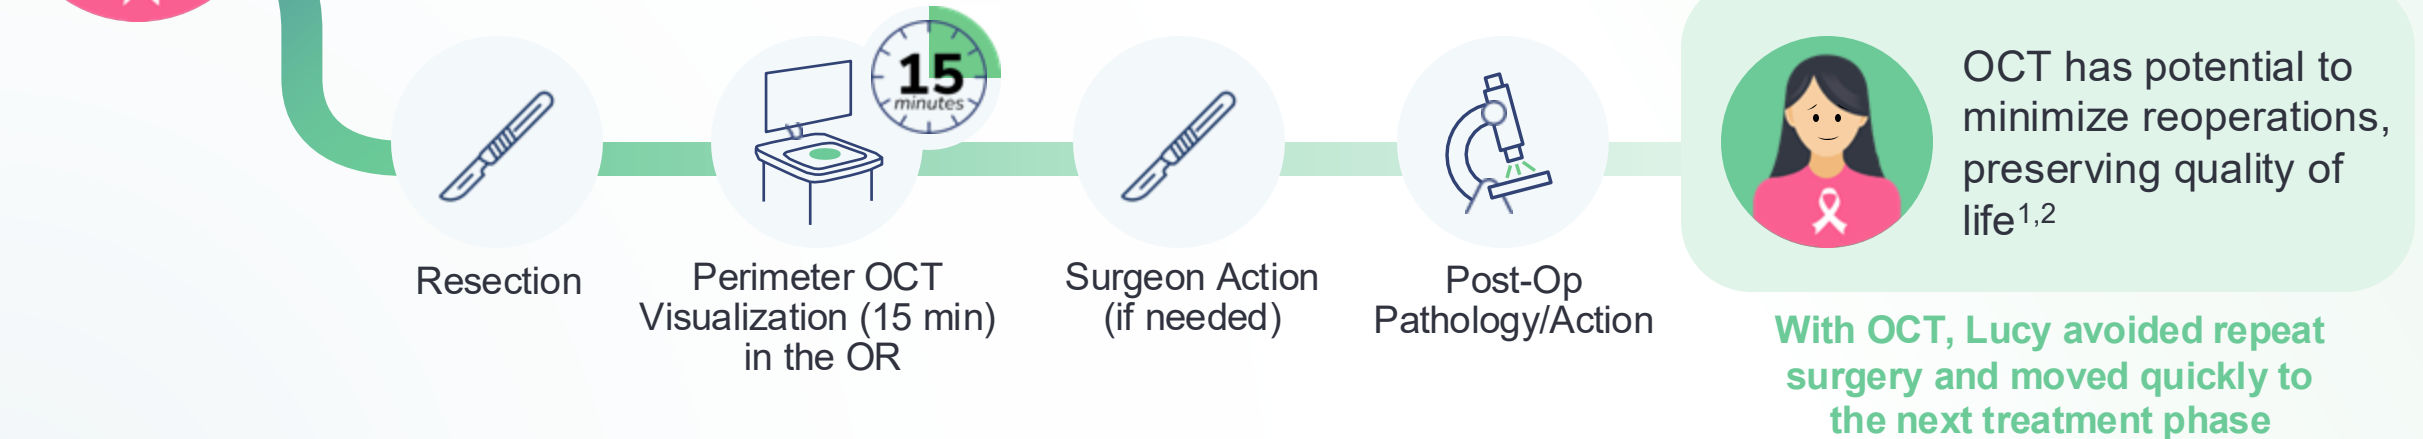 15
minutes
Resection
Perimeter OCT
Visualization (15 min)
in the OR
Surgeon Action
(if needed)
Post-Op
Pathology/Action
OCT has potential to
minimize reoperations,
preserving quality of
life1,2
With OCT, Lucy avoided repeat
surgery and moved quickly to
the next treatment phase